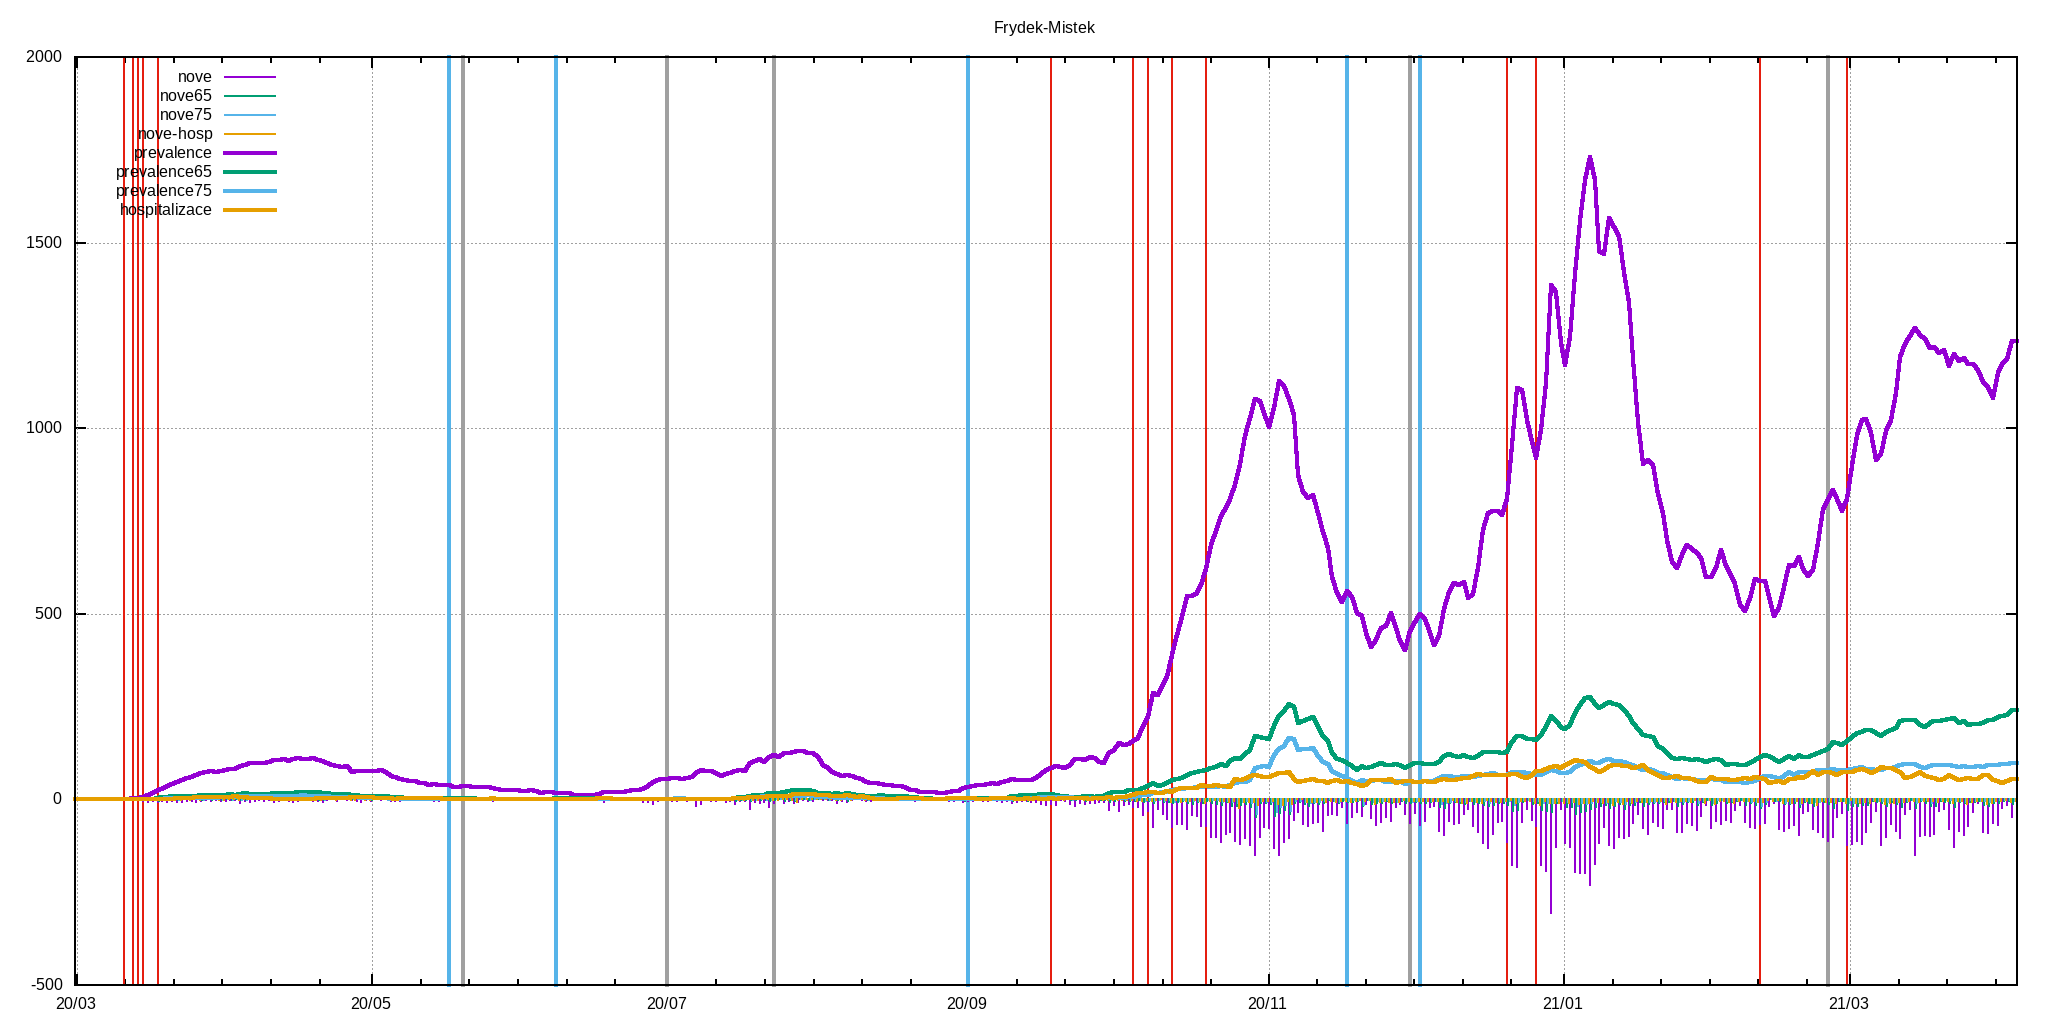 Frydek-Mistek
2000
1500
1000
500
0
-500
nove
nove65
nove75
nove-hosp
prevalence
prevalence65
prevalence75
hospitalizace
20/03 20/05 20/07 20/09 20/11 21/01 21/03